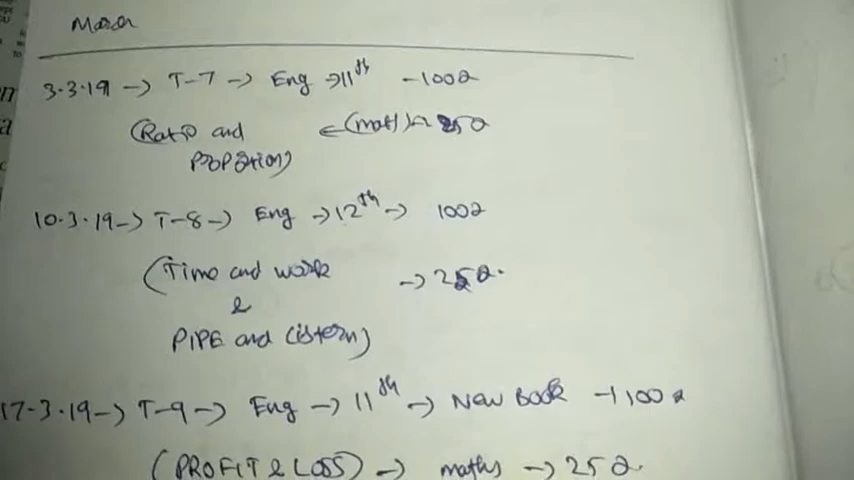 March
3.3.19 → T-7 → Eng → 11th - 100Q
(Ratio and ← (math) → 25Q
Propotion)
10.3.19 → T-8 → Eng → 12th → 100Q
(Time and work → 25Q.
&
PIPE and Cistern)
17-3.19 → T-9 → Eng → 11th → New Book → 100Q
(PROFIT & LOSS) → maths → 25Q.